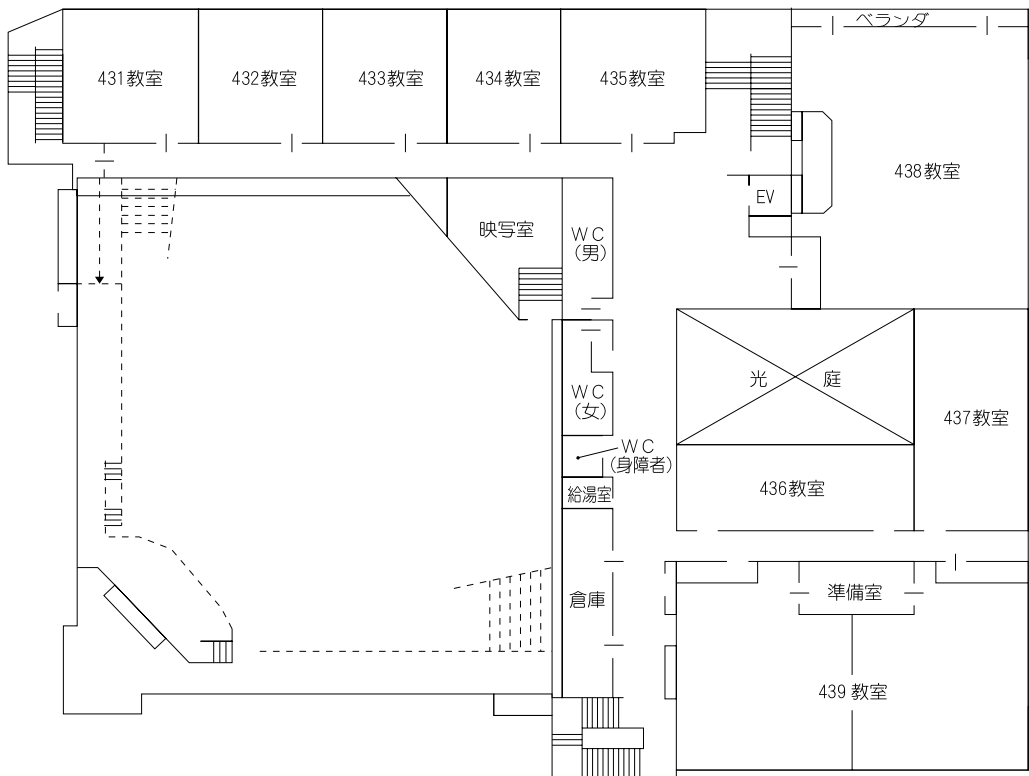 ベランダ
431教室
432教室
433教室
434教室
435教室
438教室
EV
映写室
WC
(男)
光 庭
WC
(女)
437教室
WC
(身障者)
436教室
給湯室
倉庫
準備室
439 教室